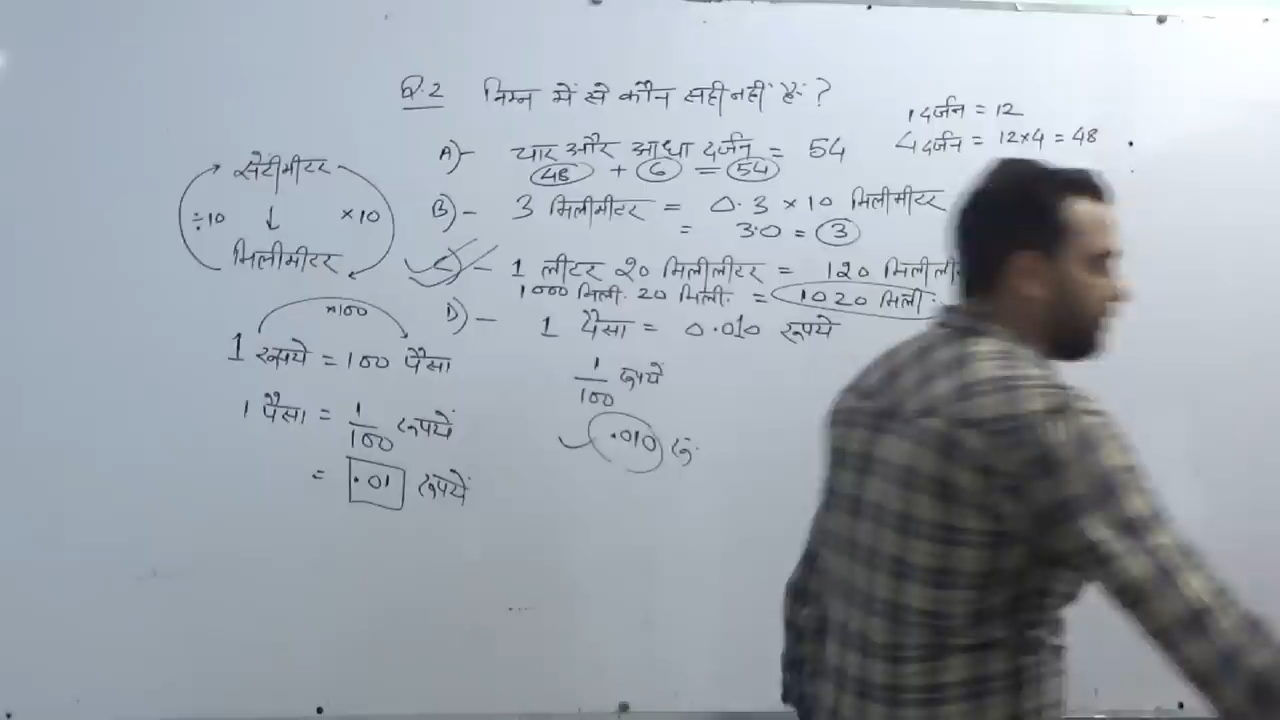 Q.2 निम्न में से कौन सही नहीं है ?
1 दर्जन = 12
4 दर्जन = 12×4 = 48
A)- चार और आधा दर्जन = 54
48 + 6 = 54
B)- 3 मिलीमीटर = 0.3 × 10 मिलीमीटर
= 3.0 = 3
C)- 1 लीटर 20 मिलीलीटर = 120 मिलीली
1000 मिली. 20 मिली. = 1020 मिली.
D)- 1 पैसा = 0.010 रूपये
1/100 रूपयें
.010 रू.
सेंटीमीटर
÷10 ↓ ×10
मिलीमीटर
×100
1 रूपये = 100 पैसा
1 पैसा = 1/100 रूपयें
= .01 रूपयें